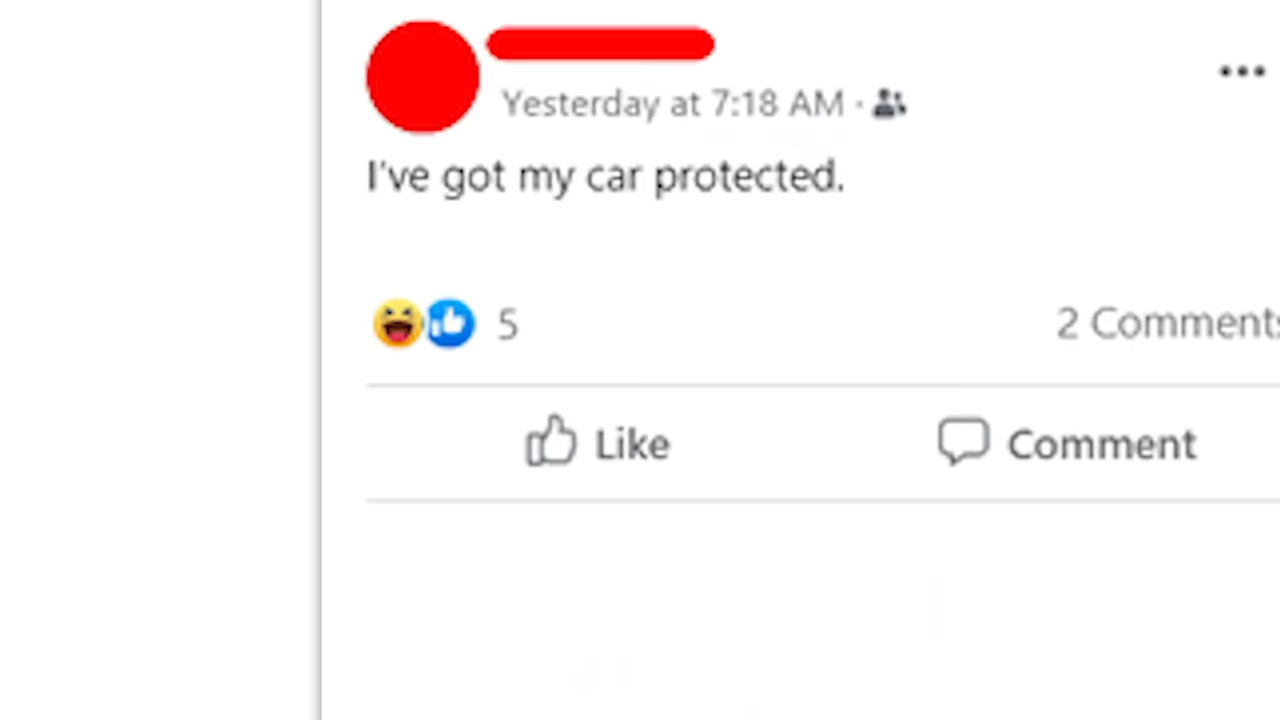 Yesterday at 7:18 AM ·
I've got my car protected.
5
2 Comments
Like
Comment